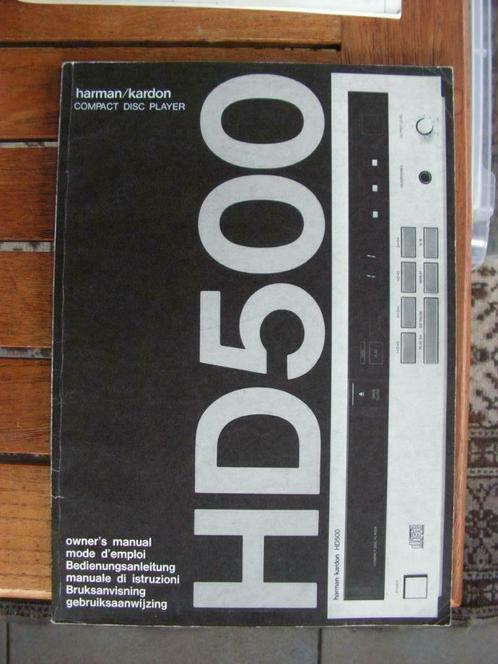 harman/kardon
COMPACT DISC PLAYER
HD500
owner's manual
mode d'emploi
Bedienungsanleitung
manuale di istruzioni
Bruksanvisning
gebruiksaanwijzing
harman kardon HD500